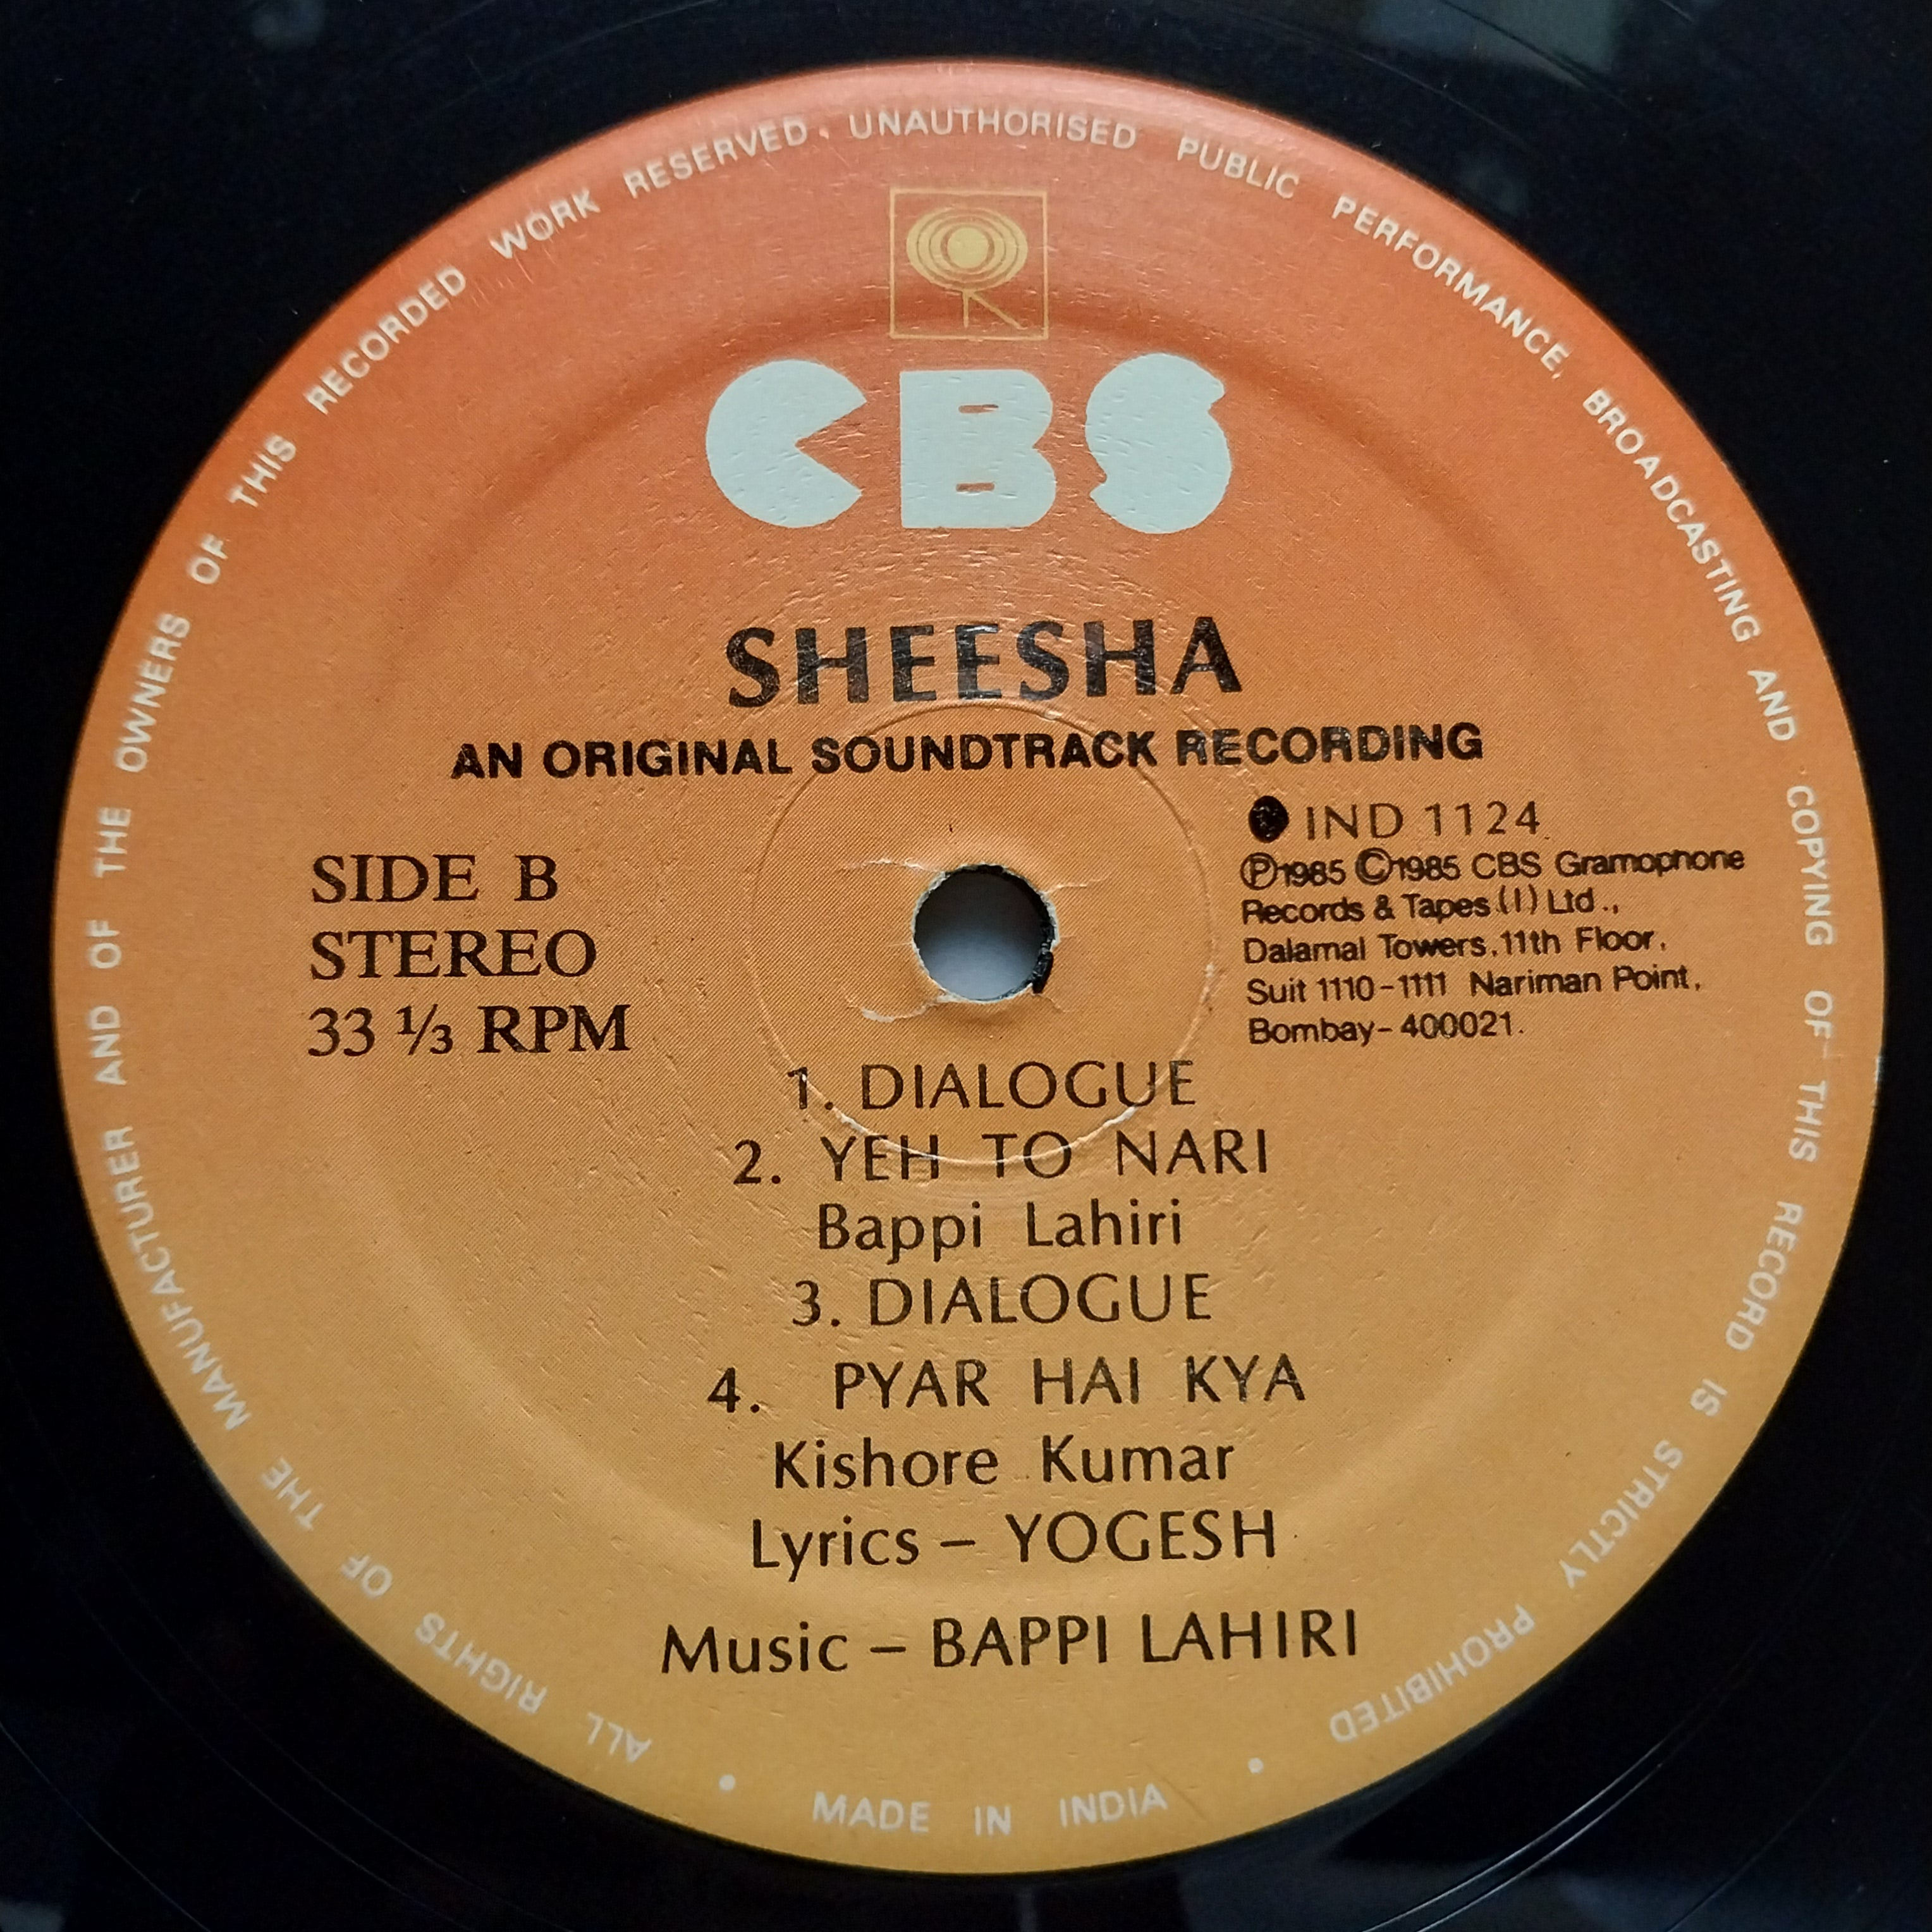 ALL RIGHTS OF THE MANUFACTURER AND OF THE OWNERS OF THIS RECORDED WORK RESERVED. UNAUTHORISED PUBLIC PERFORMANCE, BROADCASTING AND COPYING OF THIS RECORD IS STRICTLY PROHIBITED
CBS
SHEESHA
AN ORIGINAL SOUNDTRACK RECORDING
SIDE B
STEREO
33 ⅓ RPM
IND 1124
Ⓟ1985 ©1985 CBS Gramophone
Records & Tapes (I) Ltd.,
Dalamal Towers, 11th Floor,
Suit 1110-1111 Nariman Point,
Bombay-400021.
1. DIALOGUE
2. YEH TO NARI
Bappi Lahiri
3. DIALOGUE
4. PYAR HAI KYA
Kishore Kumar
Lyrics – YOGESH
Music – BAPPI LAHIRI
• MADE IN INDIA •